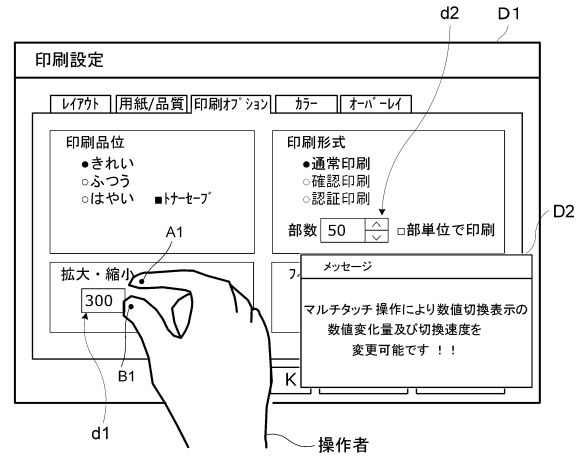 d2 D1
印刷設定
ﾚｲｱｳﾄ 用紙/品質 印刷ｵﾌﾟｼｮﾝ ｶﾗｰ ｵｰﾊﾞｰﾚｲ
印刷品位
●きれい
○ふつう
○はやい ■ﾄﾅｰｾｰﾌﾞ
印刷形式
●通常印刷
○確認印刷
○認証印刷
部数 50 □部単位で印刷
D2
A1
拡大・縮小
300
B1
d1
フ
メッセージ
マルチタッチ操作により数値切換表示の
数値変化量及び切換速度を
変更可能です！！
K
操作者